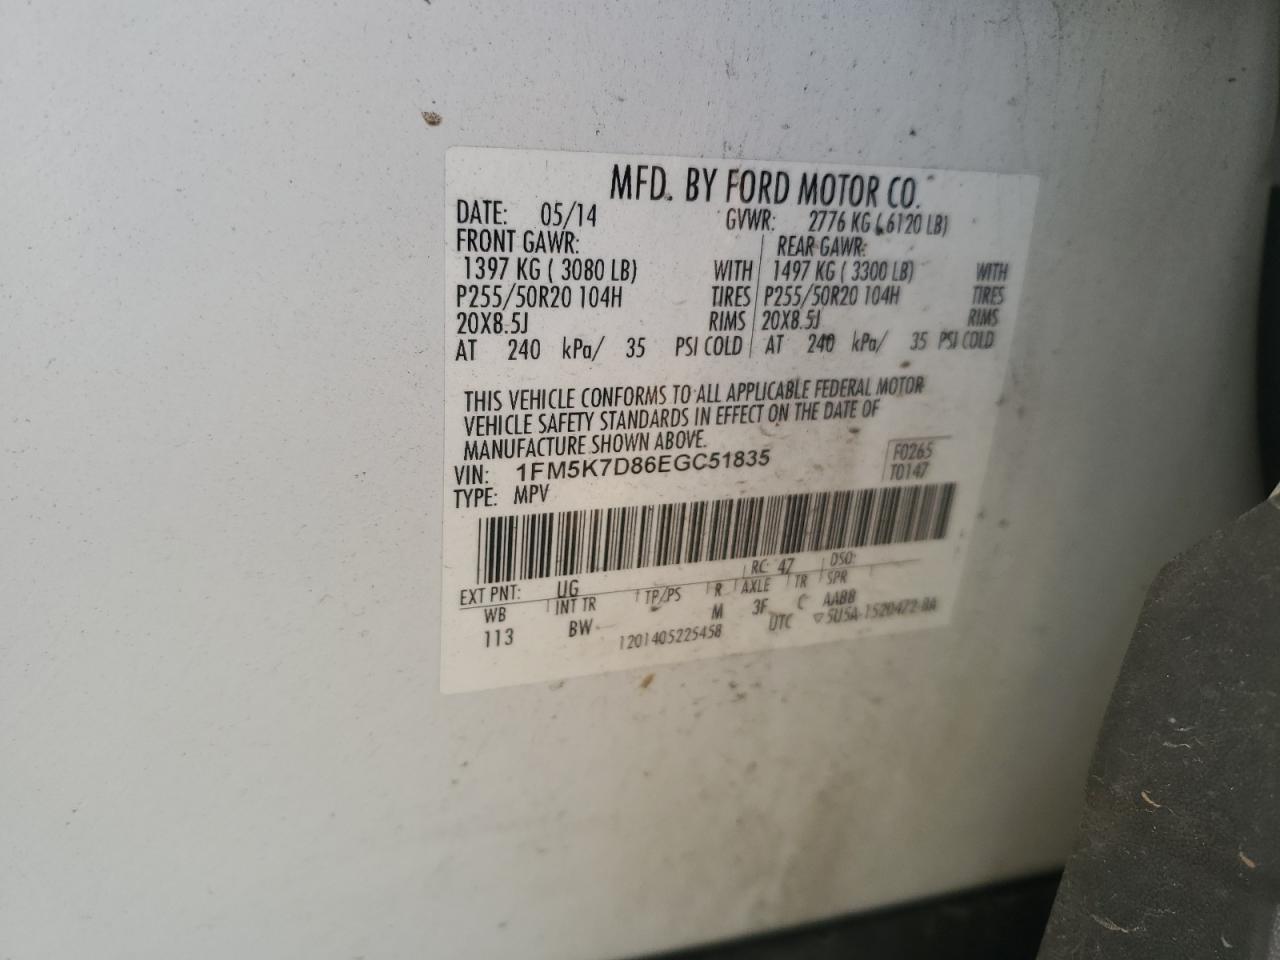 MFD. BY FORD MOTOR CO.
DATE: 05/14 GVWR: 2776 KG ( 6120 LB)
FRONT GAWR: REAR GAWR:
1397 KG ( 3080 LB) WITH 1497 KG ( 3300 LB) WITH
P255/50R20 104H TIRES P255/50R20 104H TIRES
20X8.5J RIMS 20X8.5J RIMS
AT 240 kPa/ 35 PSI COLD AT 240 kPa/ 35 PSI COLD
THIS VEHICLE CONFORMS TO ALL APPLICABLE FEDERAL MOTOR
VEHICLE SAFETY STANDARDS IN EFFECT ON THE DATE OF
MANUFACTURE SHOWN ABOVE.
VIN: 1FM5K7D86EGC51835 F0265
TYPE: MPV T0147
EXT PNT: UG RC: 47 DSO:
WB INT TR TP/PS R AXLE TR SPR
113 BW M 3F C AABB
1201405225458 UTC ▽5U5A-1520472-BA